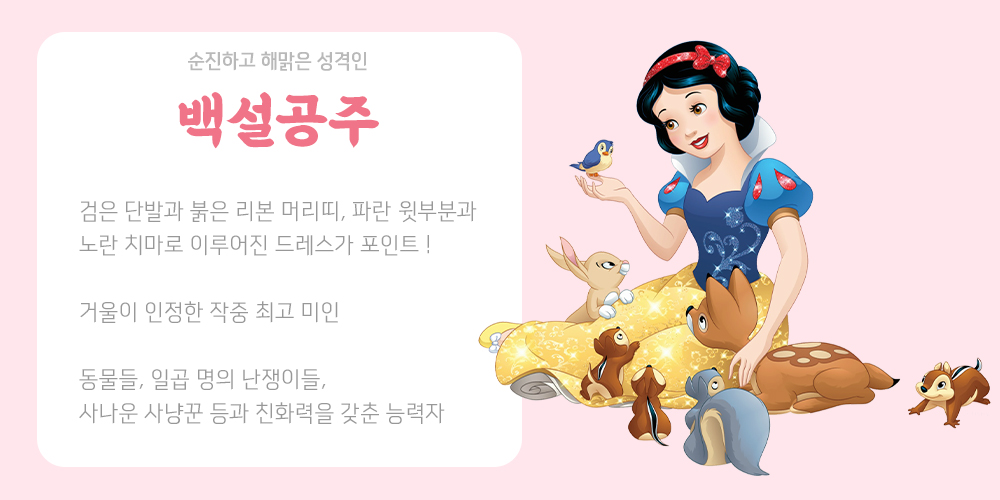 순진하고 해맑은 성격인
백설공주
검은 단발과 붉은 리본 머리띠, 파란 윗부분과
노란 치마로 이루어진 드레스가 포인트 !
거울이 인정한 작중 최고 미인
동물들, 일곱 명의 난쟁이들,
사나운 사냥꾼 등과 친화력을 갖춘 능력자